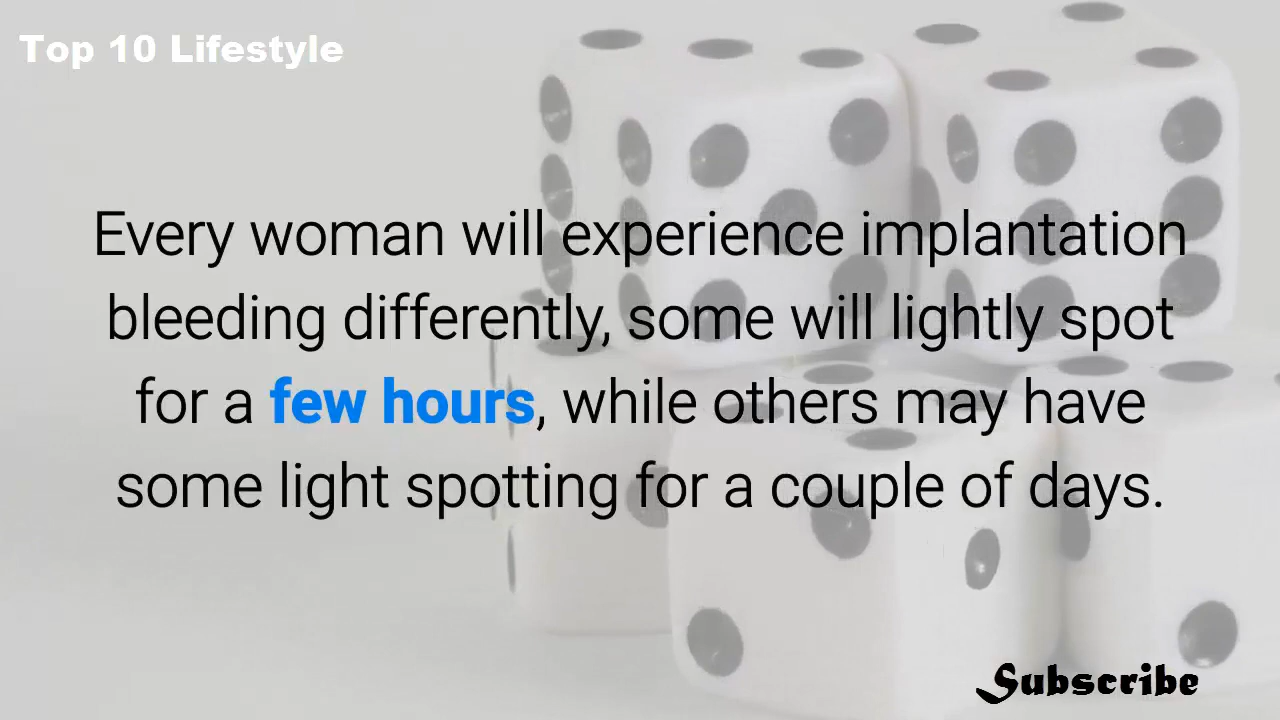 Top 10 Lifestyle
Every woman will experience implantation
bleeding differently, some will lightly spot
for a few hours, while others may have
some light spotting for a couple of days.
Subscribe